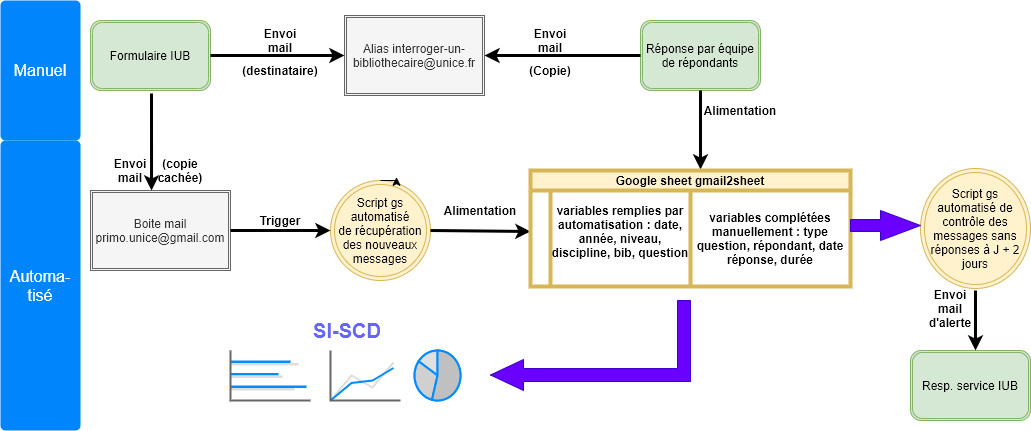 Manuel
Formulaire IUB
Envoi
mail
(destinataire)
Alias interroger-un-
bibliothecaire@unice.fr
Envoi
mail
(Copie)
Réponse par équipe
de répondants
Alimentation
Automa-
tisé
Envoi
mail
(copie
cachée)
Boite mail
primo.unice@gmail.com
Trigger
Script gs
automatisé
de récupération
des nouveaux
messages
Alimentation
Google sheet gmail2sheet
variables remplies par
automatisation : date,
année, niveau,
discipline, bib, question
variables complétées
manuellement : type
question, répondant, date
réponse, durée
Script gs
automatisé de
contrôle des
messages sans
réponses à J + 2
jours
Envoi
mail
d'alerte
Resp. service IUB
SI-SCD